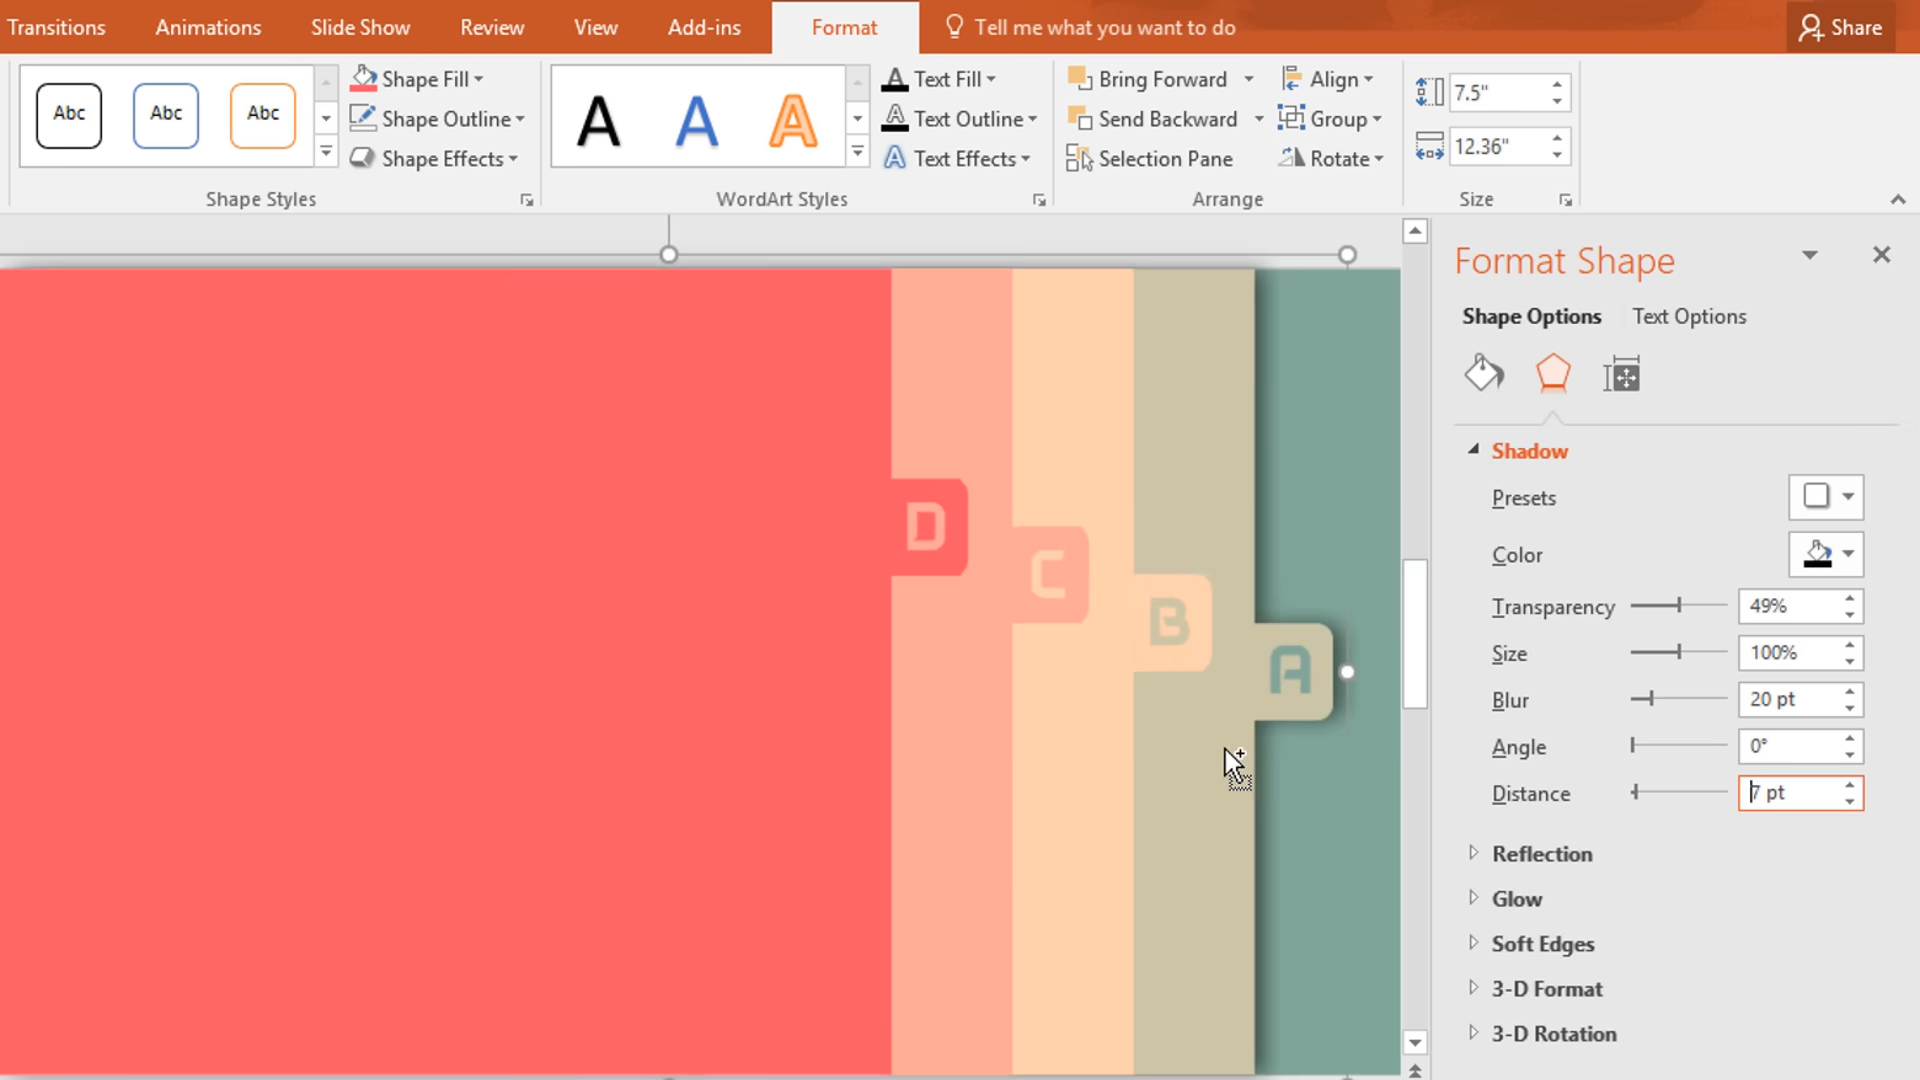 Transitions Animations Slide Show Review View Add-ins Format Tell me what you want to do Share
Abc Abc Abc
Shape Fill
Shape Outline
Shape Effects
Shape Styles
A A A
Text Fill
Text Outline
Text Effects
WordArt Styles
Bring Forward
Send Backward
Selection Pane
Align
Group
Rotate
Arrange
7.5"
12.36"
Size
D
C
B
A
Format Shape
Shape Options Text Options
Shadow
Presets
Color
Transparency 49%
Size 100%
Blur 20 pt
Angle 0°
Distance 7 pt
Reflection
Glow
Soft Edges
3-D Format
3-D Rotation